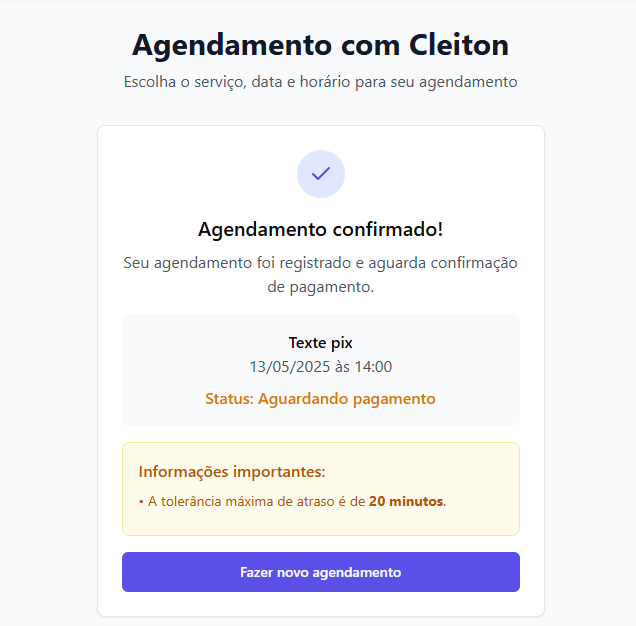 Agendamento com Cleiton
Escolha o serviço, data e horário para seu agendamento
Agendamento confirmado!
Seu agendamento foi registrado e aguarda confirmação
de pagamento.
Texte pix
13/05/2025 às 14:00
Status: Aguardando pagamento
Informações importantes:
• A tolerância máxima de atraso é de 20 minutos.
Fazer novo agendamento